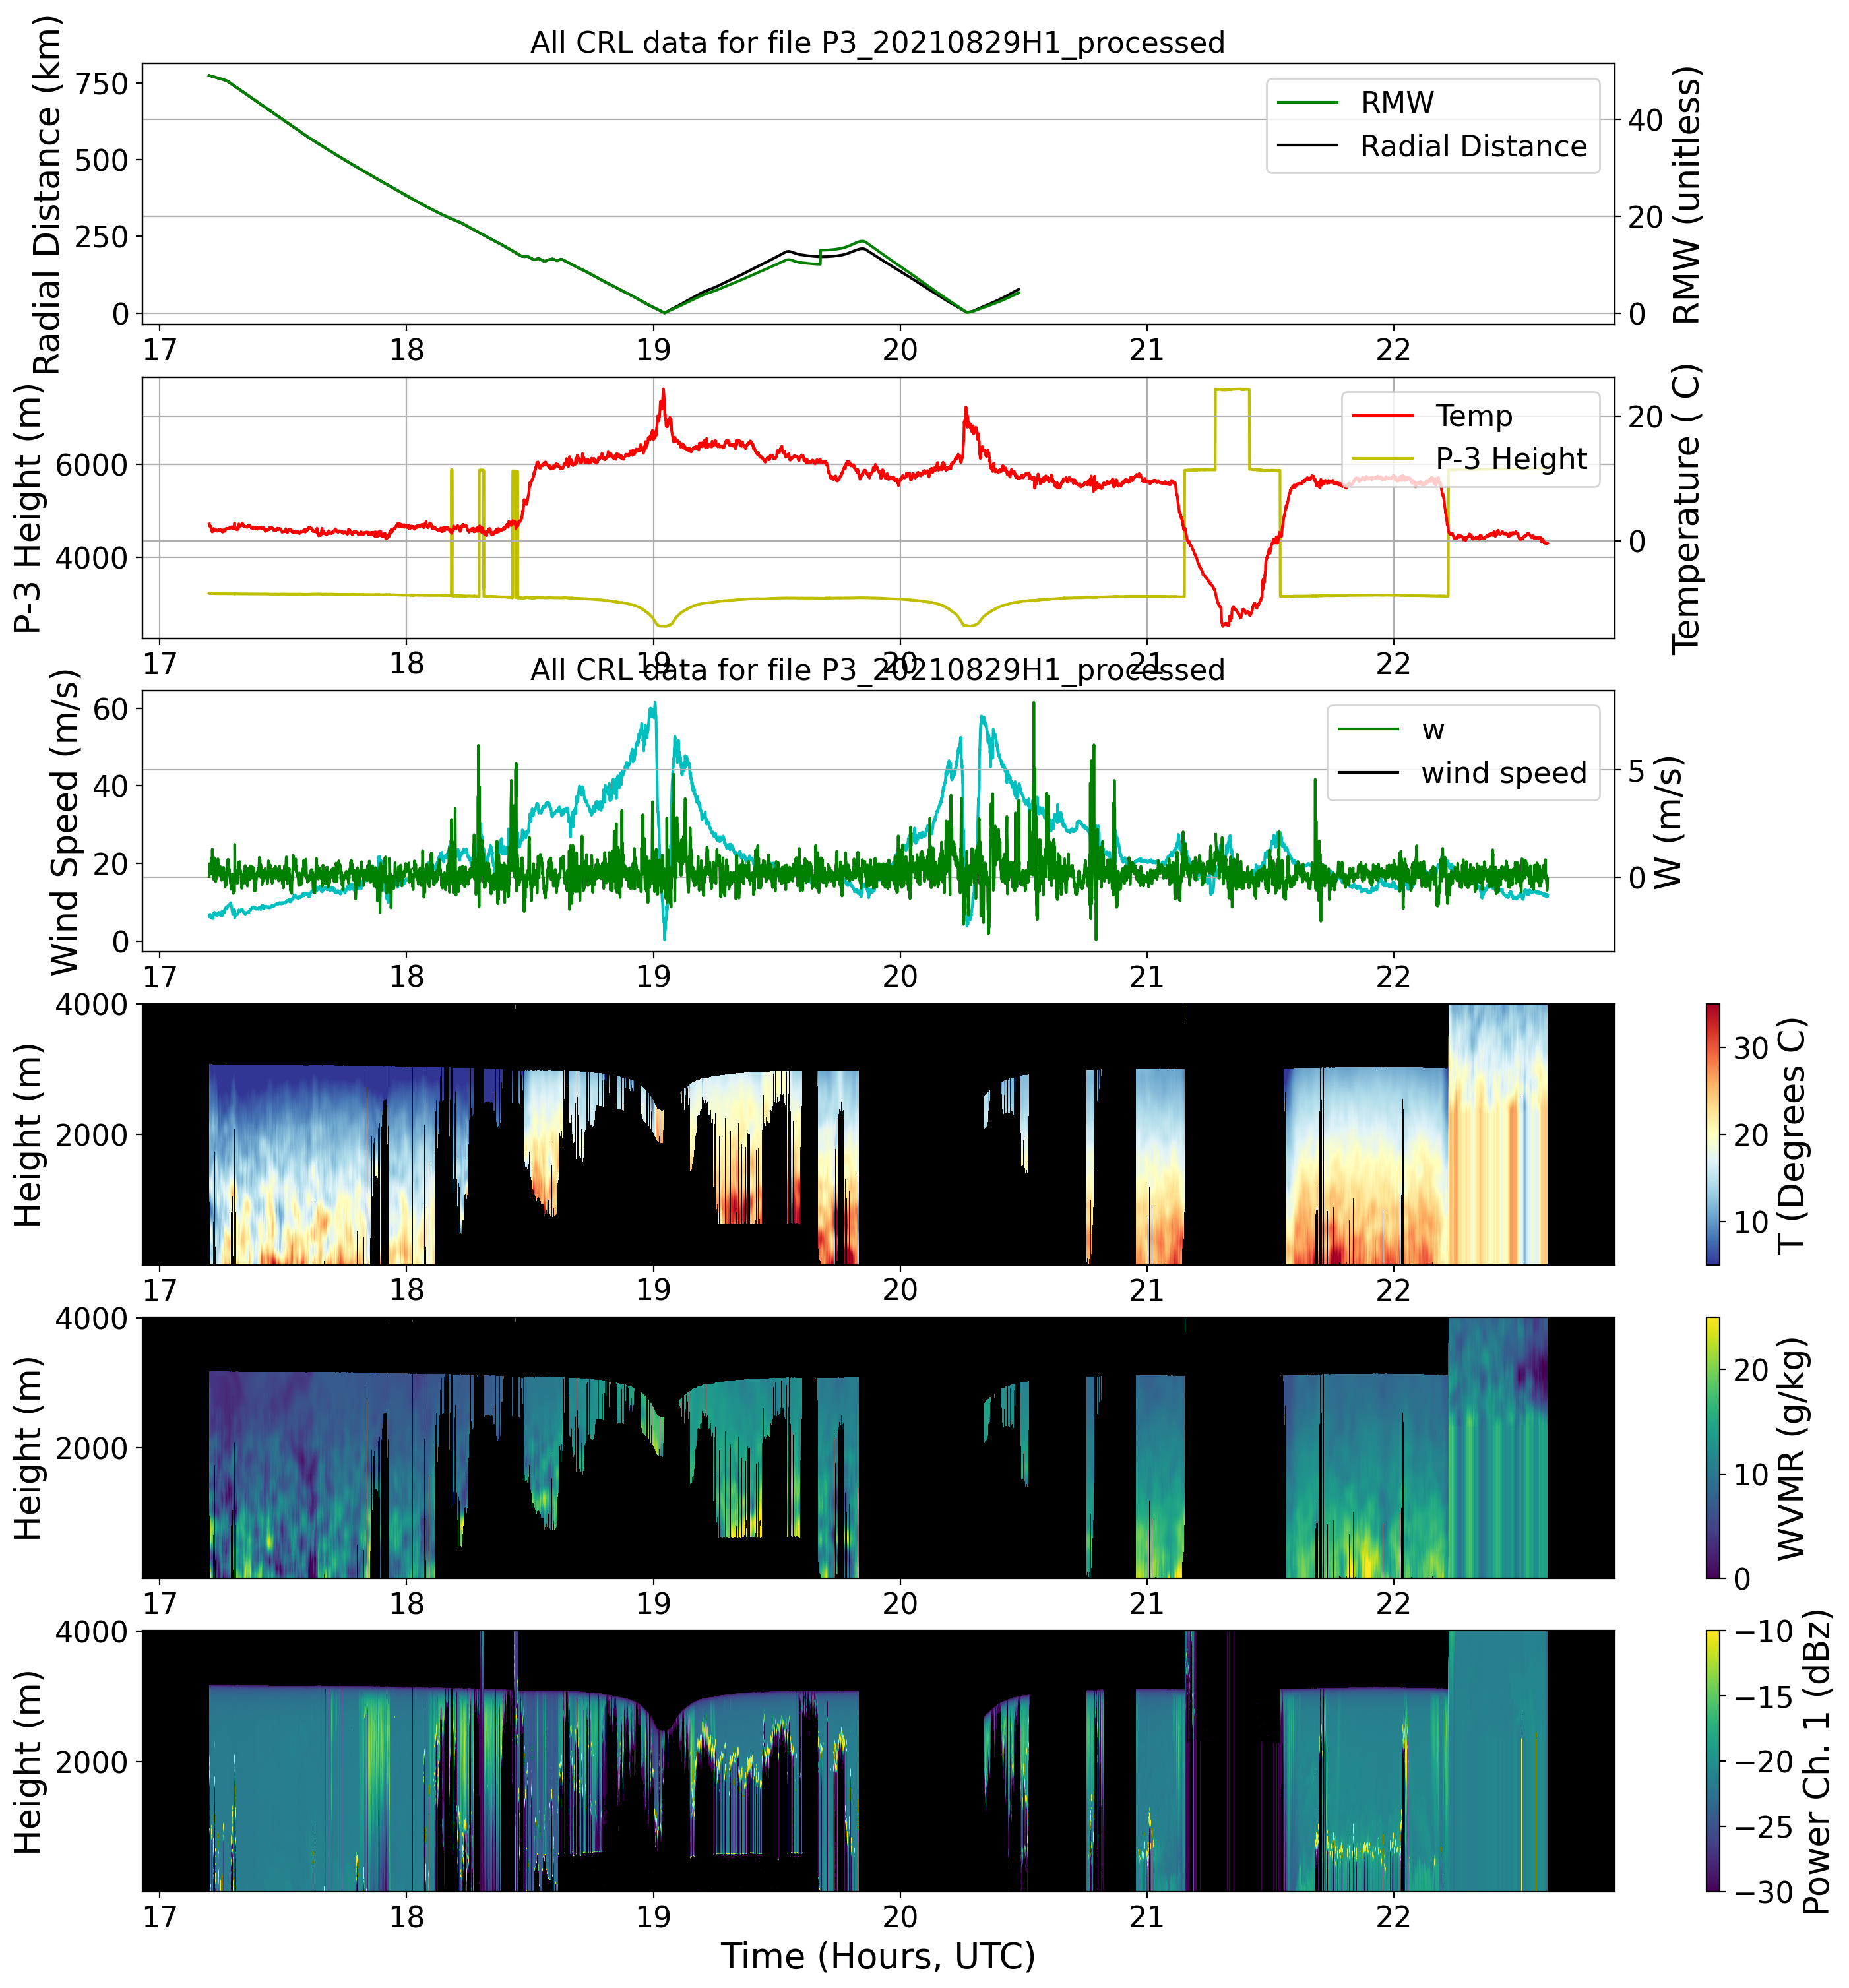 All CRL data for file P3_20210829H1_processed
Radial Distance (km)
750
500
250
0
RMW
Radial Distance
40
20
0
RMW (unitless)
17 18 19 20 21 22
P-3 Height (m)
6000
4000
Temp
P-3 Height
20
0
Temperature ( C)
17 18 19 20 21 22
All CRL data for file P3_20210829H1_processed
Wind Speed (m/s)
60
40
20
0
w
wind speed
5
0
W (m/s)
17 18 19 20 21 22
Height (m)
4000
2000
30
20
10
T (Degrees C)
17 18 19 20 21 22
Height (m)
4000
2000
20
10
0
WVMR (g/kg)
17 18 19 20 21 22
Height (m)
4000
2000
−10
−15
−20
−25
−30
Power Ch. 1 (dBz)
17 18 19 20 21 22
Time (Hours, UTC)